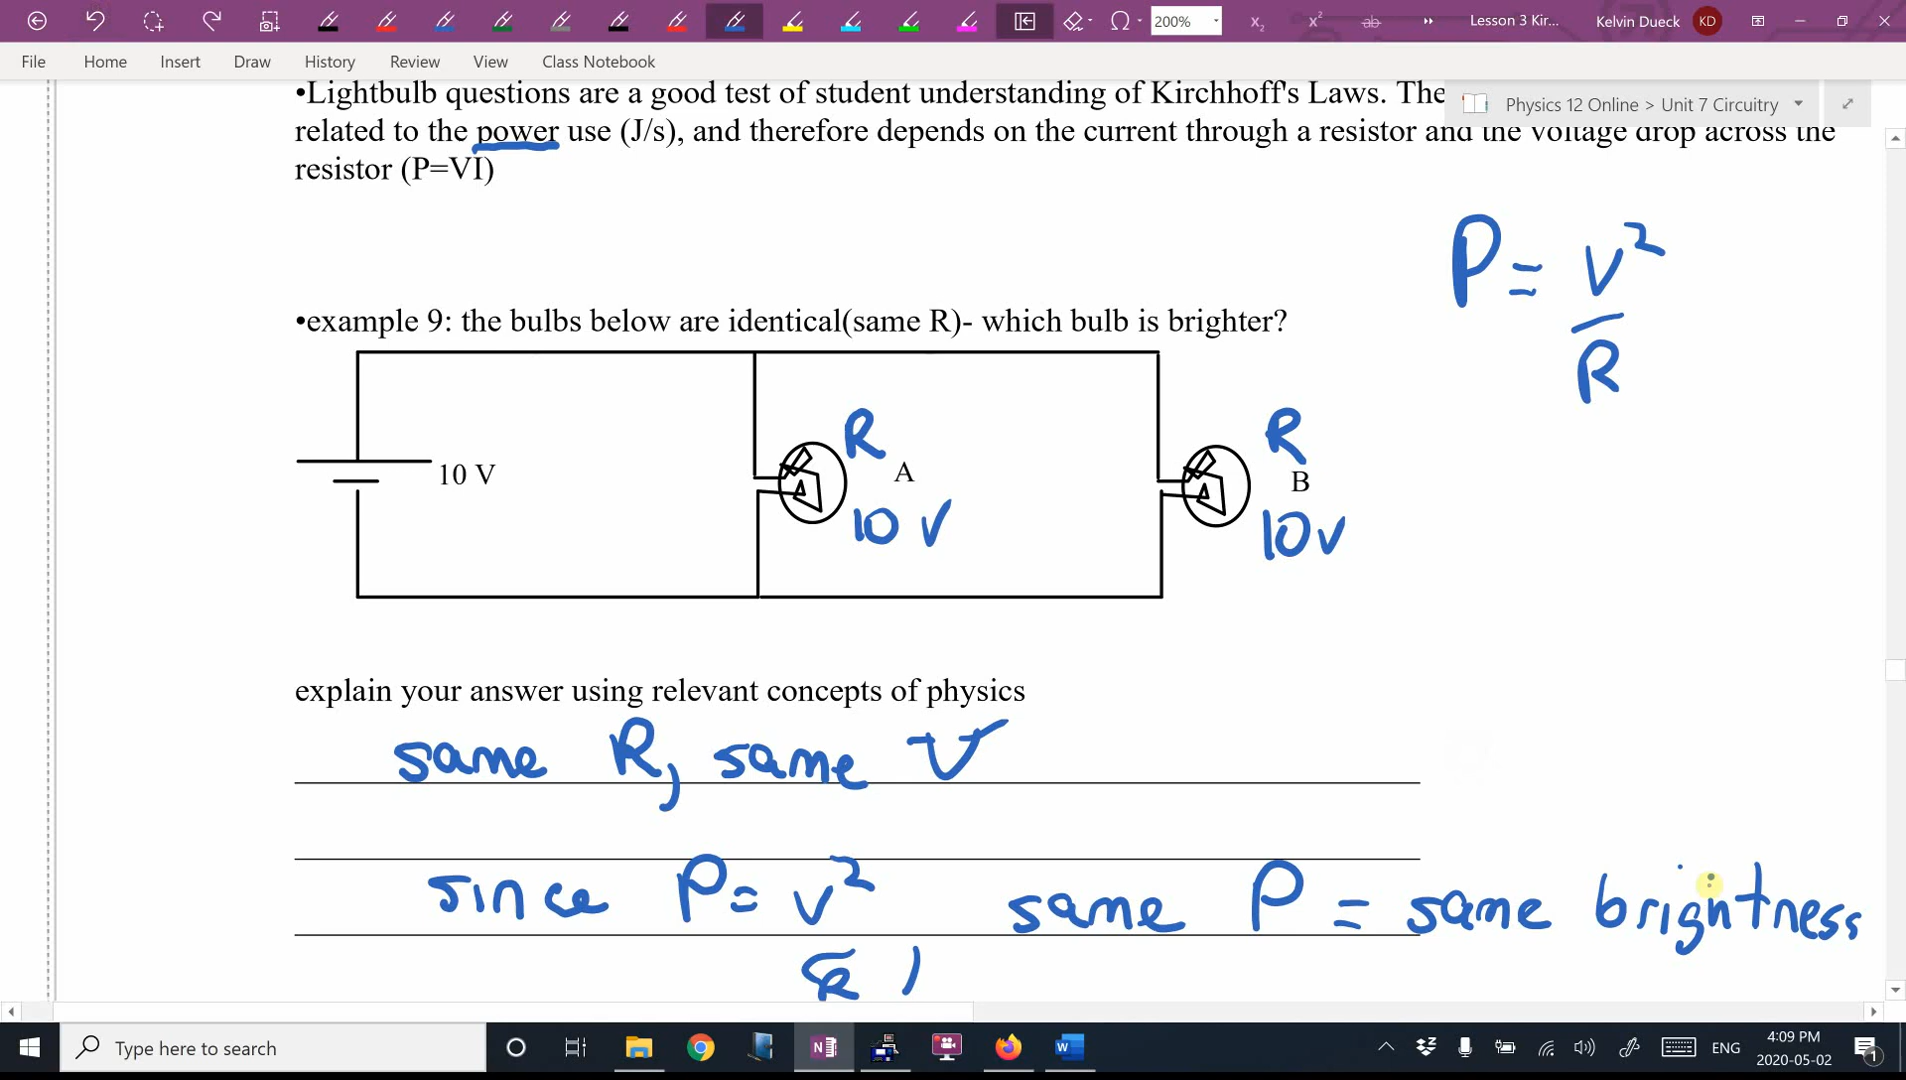 200%
X₂
X²
ab
Lesson 3 Kir...
Kelvin Dueck
KD
File
Home
Insert
Draw
History
Review
View
Class Notebook
Physics 12 Online > Unit 7 Circuitry
•Lightbulb questions are a good test of student understanding of Kirchhoff's Laws. The
related to the power use (J/s), and therefore depends on the current through a resistor and the voltage drop across the
resistor (P=VI)
P = V²
R
•example 9: the bulbs below are identical(same R)- which bulb is brighter?
R
R
10 V
A
B
10 V
10 V
explain your answer using relevant concepts of physics
same R, same V
since P = V² same P = same brightness
R ,
Type here to search
ENG
4:09 PM
2020-05-02
1